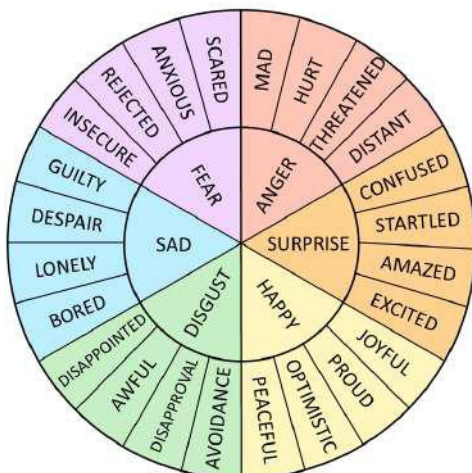 MAD
HURT
THREATENED
DISTANT
CONFUSED
STARTLED
AMAZED
EXCITED
JOYFUL
PROUD
OPTIMISTIC
PEACEFUL
AVOIDANCE
DISAPPROVAL
AWFUL
DISAPPOINTED
BORED
LONELY
DESPAIR
GUILTY
INSECURE
REJECTED
ANXIOUS
SCARED
ANGER
SURPRISE
HAPPY
DISGUST
SAD
FEAR